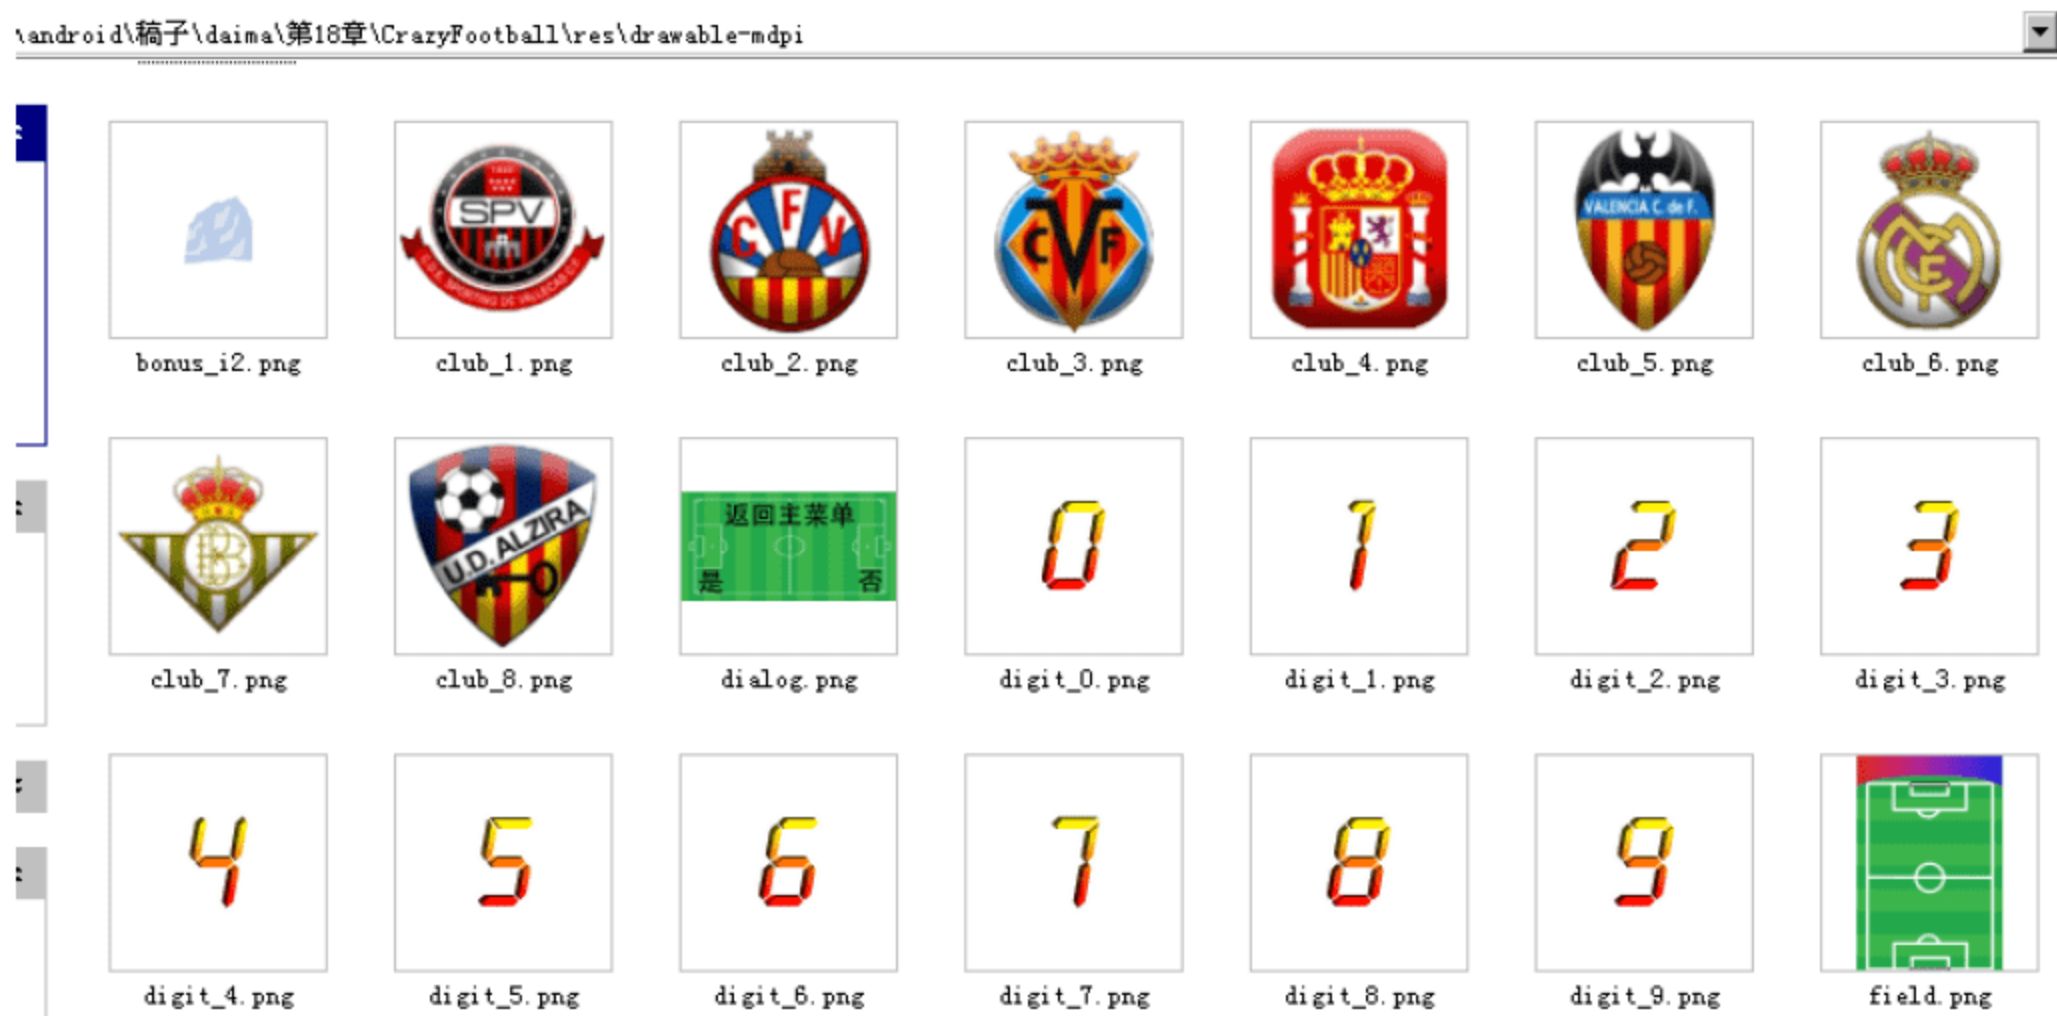 \android\稿子\daima\第18章\CrazyFootball\res\drawable-mdpi
SPV
C.D.E. SPORTING DE VALLECAS C.F.
C F V
C V F
VALENCIA C. de F.
M C F
bonus_i2.png club_1.png club_2.png club_3.png club_4.png club_5.png club_6.png
B B
U.D. ALZIRA
返回主菜单
是 否
0 1 2 3
club_7.png club_8.png dialog.png digit_0.png digit_1.png digit_2.png digit_3.png
4 5 6 7 8 9
digit_4.png digit_5.png digit_6.png digit_7.png digit_8.png digit_9.png field.png